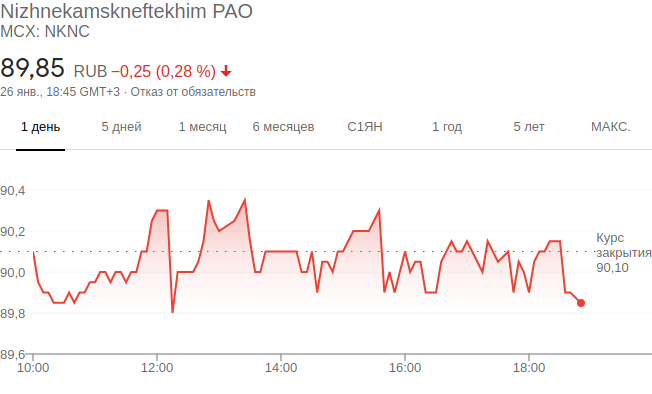 Nizhnekamskneftekhim PAO
MCX: NKNC
89,85 RUB −0,25 (0,28 %)
26 янв., 18:45 GMT+3 · Отказ от обязательств
1 день 5 дней 1 месяц 6 месяцев С1ЯН 1 год 5 лет МАКС.
90,4
90,2
90,0
89,8
89,6
Курс
закрытия
90,10
10:00 12:00 14:00 16:00 18:00